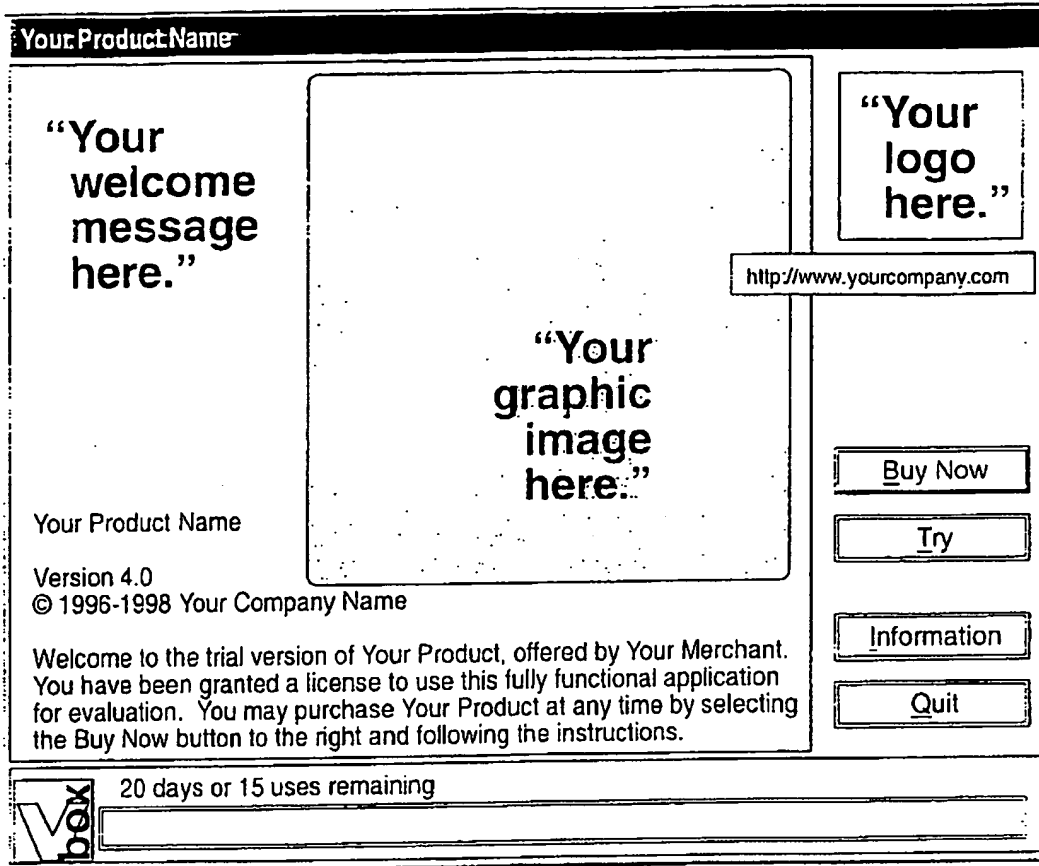 Your Product Name
“Your
welcome
message
here.”
“Your
graphic
image
here.”
“Your
logo
here.”
http://www.yourcompany.com
Buy Now
Try
Information
Quit
Your Product Name
Version 4.0
© 1996-1998 Your Company Name
Welcome to the trial version of Your Product, offered by Your Merchant.
You have been granted a license to use this fully functional application
for evaluation. You may purchase Your Product at any time by selecting
the Buy Now button to the right and following the instructions.
Vbox
20 days or 15 uses remaining